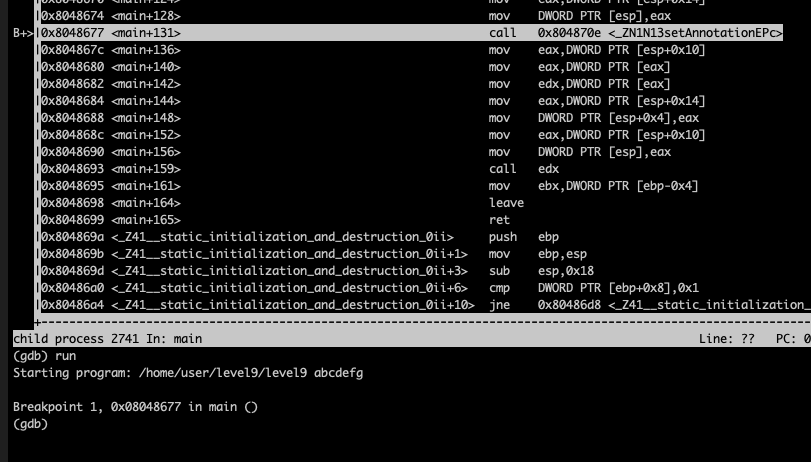 0x8048670 <main+124> mov eax,DWORD PTR [esp+0x14]
0x8048674 <main+128> mov DWORD PTR [esp],eax
B+> 0x8048677 <main+131> call 0x804870e <_ZN1N13setAnnotationEPc>
0x804867c <main+136> mov eax,DWORD PTR [esp+0x10]
0x8048680 <main+140> mov eax,DWORD PTR [eax]
0x8048682 <main+142> mov edx,DWORD PTR [eax]
0x8048684 <main+144> mov eax,DWORD PTR [esp+0x14]
0x8048688 <main+148> mov DWORD PTR [esp+0x4],eax
0x804868c <main+152> mov eax,DWORD PTR [esp+0x10]
0x8048690 <main+156> mov DWORD PTR [esp],eax
0x8048693 <main+159> call edx
0x8048695 <main+161> mov ebx,DWORD PTR [ebp-0x4]
0x8048698 <main+164> leave
0x8048699 <main+165> ret
0x804869a <_Z41__static_initialization_and_destruction_0ii> push ebp
0x804869b <_Z41__static_initialization_and_destruction_0ii+1> mov ebp,esp
0x804869d <_Z41__static_initialization_and_destruction_0ii+3> sub esp,0x18
0x80486a0 <_Z41__static_initialization_and_destruction_0ii+6> cmp DWORD PTR [ebp+0x8],0x1
0x80486a4 <_Z41__static_initialization_and_destruction_0ii+10> jne 0x80486d8 <_Z41__static_initialization_
child process 2741 In: main Line: ?? PC: 0
(gdb) run
Starting program: /home/user/level9/level9 abcdefg
Breakpoint 1, 0x08048677 in main ()
(gdb)